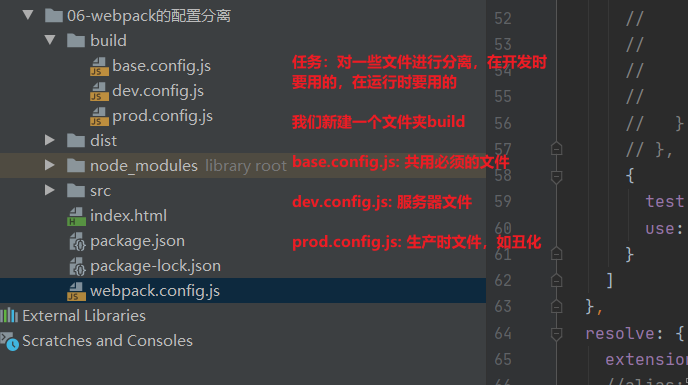 06-webpack的配置分离
build
base.config.js
dev.config.js
prod.config.js
dist
node_modules library root
src
index.html
package.json
package-lock.json
webpack.config.js
External Libraries
Scratches and Consoles
任务：对一些文件进行分离，在开发时
要用的，在运行时要用的
我们新建一个文件夹build
base.config.js: 共用必须的文件
dev.config.js: 服务器文件
prod.config.js: 生产时文件，如丑化
52 //
53 //
54 //
55 //
56 // }
57 // },
58 {
59 test
60 use:
61 }
62 ]
63 },
64 resolve: {
65 extension
66 //alias: